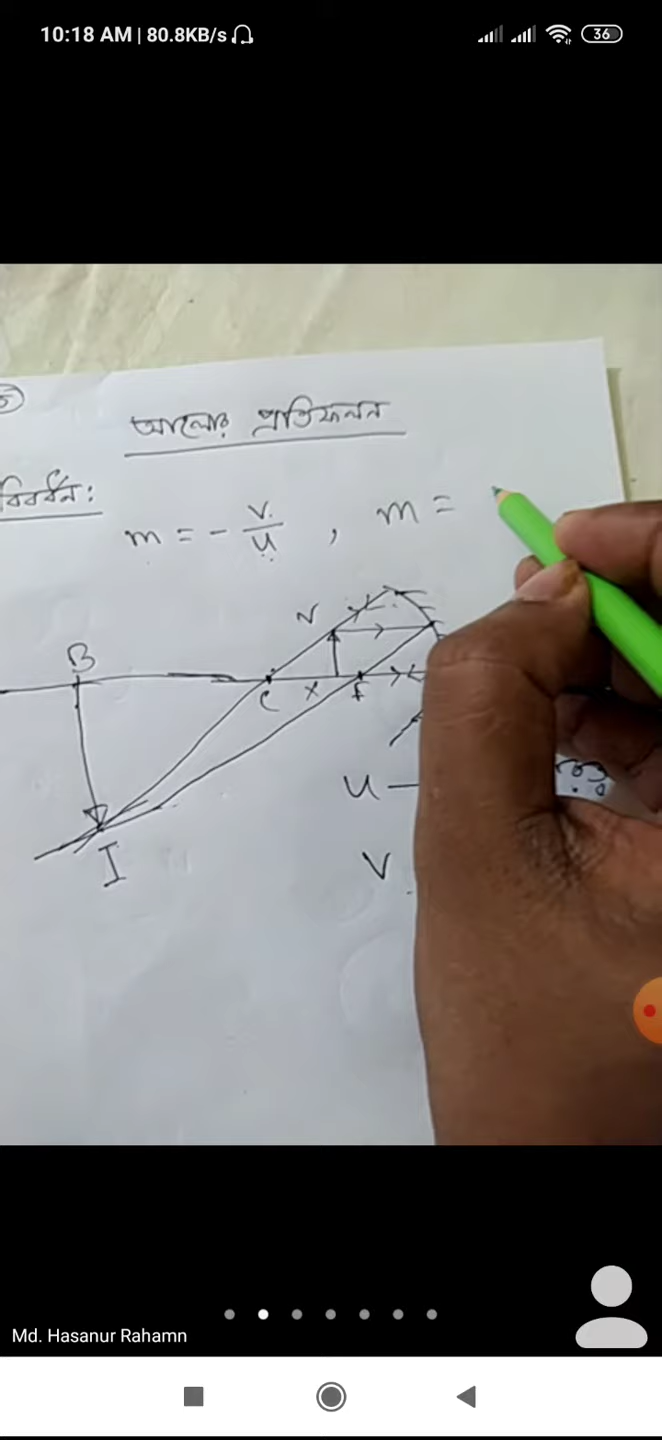 10:18 AM | 80.8KB/s
36
আলোর প্রতিফলন
বিবর্ধন:
m = - v/u , m =
B
C
X
F
I
u —
v
Md. Hasanur Rahamn